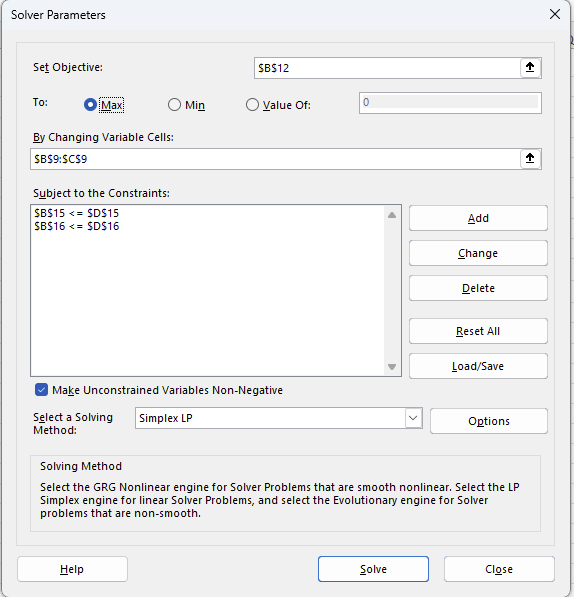 Solver Parameters
Set Objective:
$B$12
To:
Max
Min
Value Of:
0
By Changing Variable Cells:
$B$9:$C$9
Subject to the Constraints:
$B$15 <= $D$15
$B$16 <= $D$16
Add
Change
Delete
Reset All
Load/Save
Make Unconstrained Variables Non-Negative
Select a Solving
Method:
Simplex LP
Options
Solving Method
Select the GRG Nonlinear engine for Solver Problems that are smooth nonlinear. Select the LP
Simplex engine for linear Solver Problems, and select the Evolutionary engine for Solver
problems that are non-smooth.
Help
Solve
Close